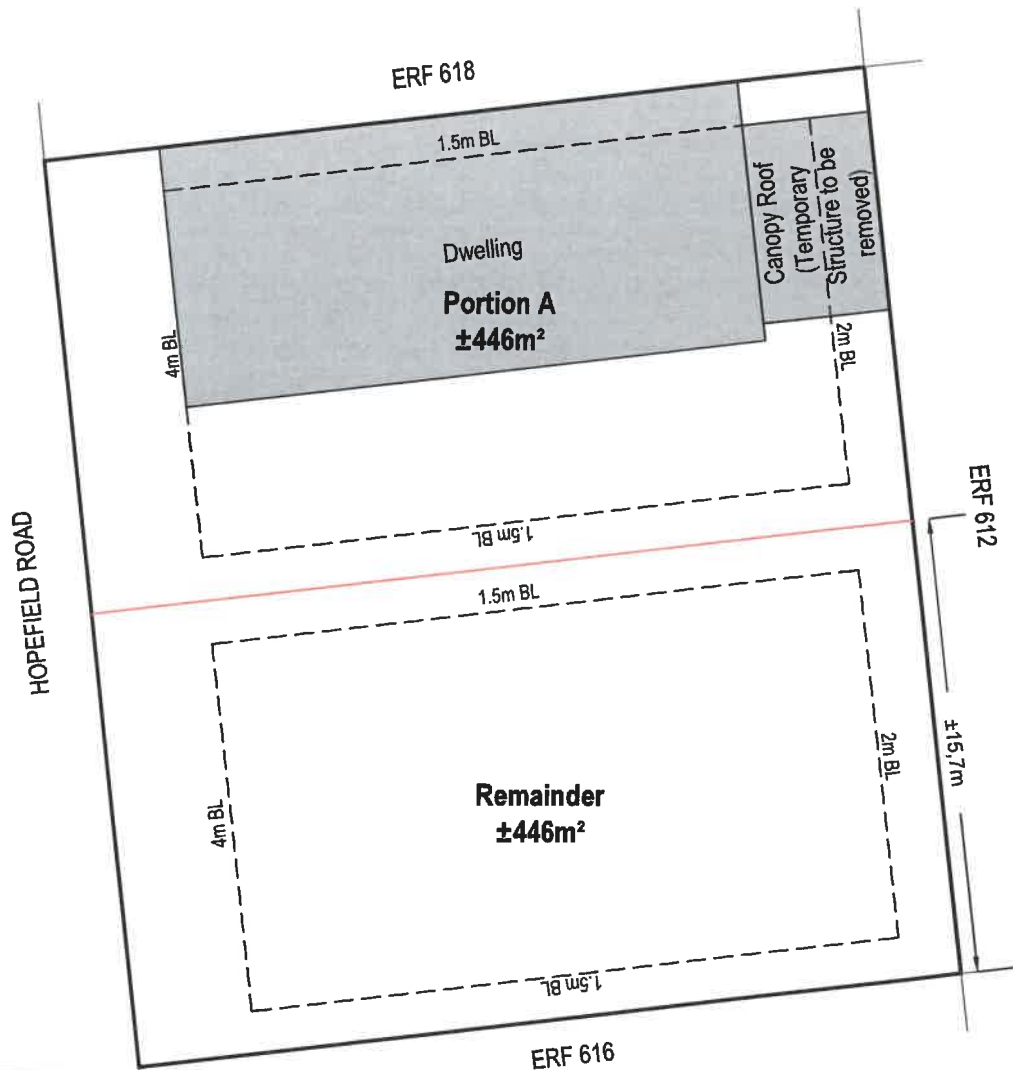 ERF 618
1.5m BL
Canopy Roof
(Temporary
Structure to be
removed)
Dwelling
Portion A
±446m²
4m BL
2m BL
1.5m BL
ERF 612
HOPEFIELD ROAD
1.5m BL
±15,7m
2m BL
4m BL
Remainder
±446m²
1.5m BL
ERF 616